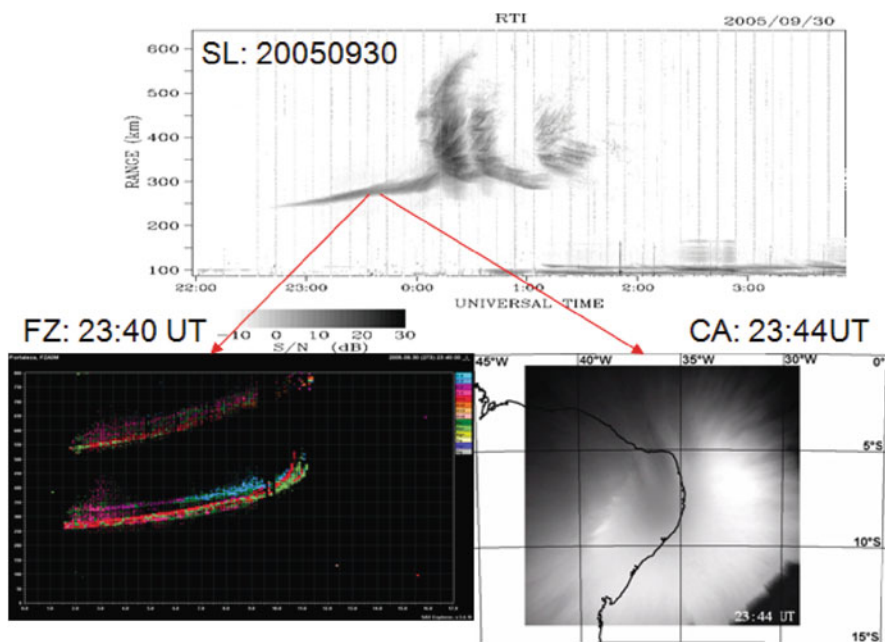 RTI 2005/09/30
SL: 20050930
RANGE (km)
600
500
400
300
200
100
22:00 23:00 0:00 1:00 2:00 3:00
UNIVERSAL TIME
-10 0 10 20 30
S/N (dB)
FZ: 23:40 UT
CA: 23:44UT
45°W 40°W 35°W 30°W 0°
5°S
10°S
15°S
23:44 UT